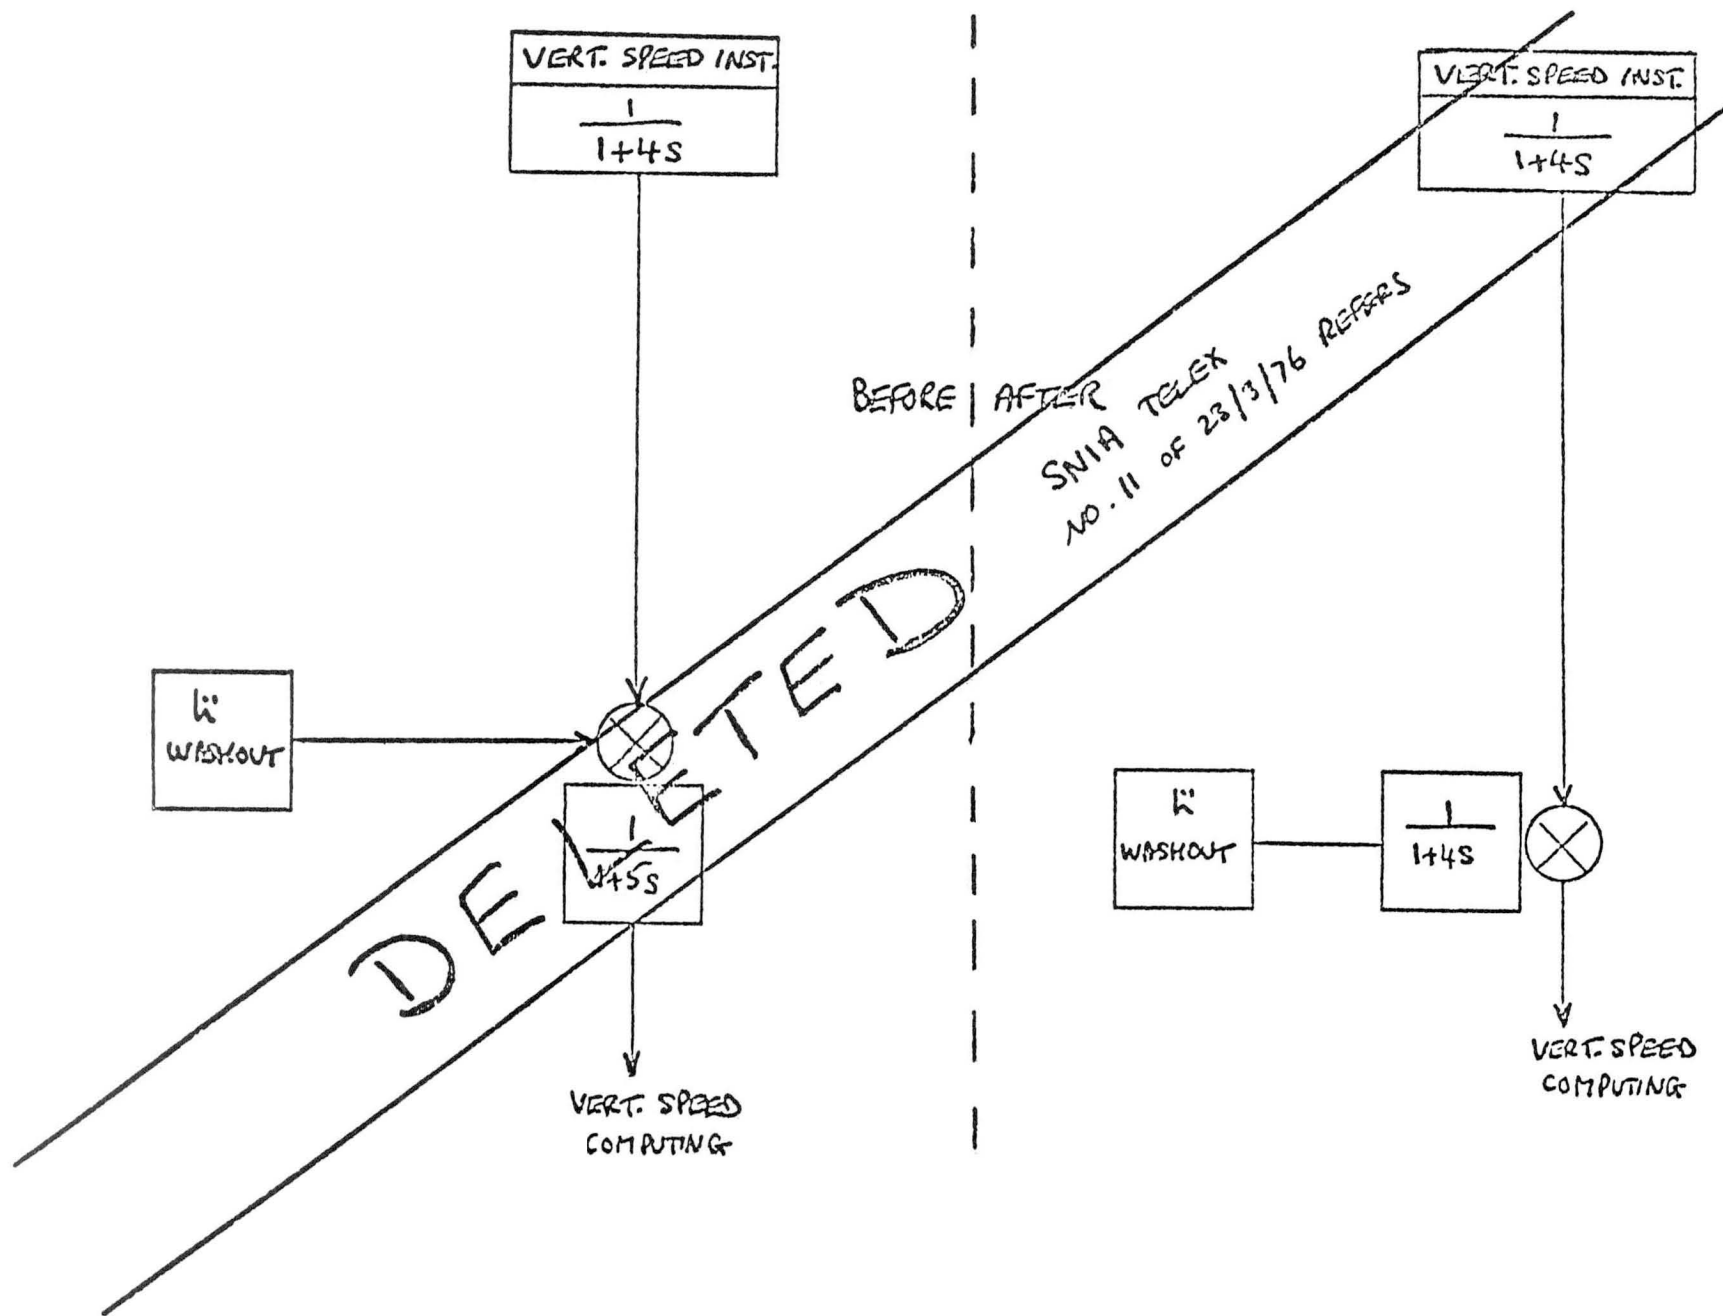 VERT. SPEED INST.
1
1+4S
VERT. SPEED INST.
1
1+4S
BEFORE
AFTER
SNIA TELEX
NO. 11 OF 23/3/76 REFERS
DELETED
ḧ
WASHOUT
1
1+5S
VERT. SPEED
COMPUTING
ḧ
WASHOUT
1
1+4S
VERT. SPEED
COMPUTING